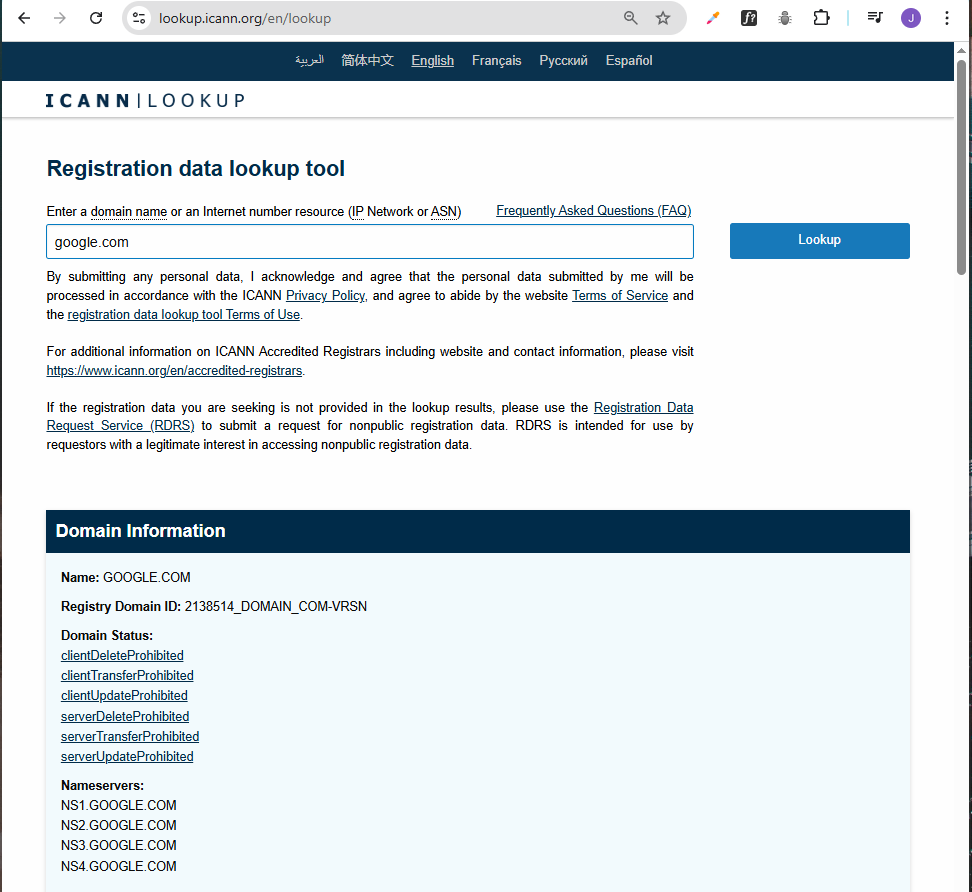 lookup.icann.org/en/lookup
f?
J
العربية 简体中文 English Français Русский Español
ICANN|LOOKUP
Registration data lookup tool
Enter a domain name or an Internet number resource (IP Network or ASN) Frequently Asked Questions (FAQ)
google.com
Lookup
By submitting any personal data, I acknowledge and agree that the personal data submitted by me will be
processed in accordance with the ICANN Privacy Policy, and agree to abide by the website Terms of Service and
the registration data lookup tool Terms of Use.
For additional information on ICANN Accredited Registrars including website and contact information, please visit
https://www.icann.org/en/accredited-registrars.
If the registration data you are seeking is not provided in the lookup results, please use the Registration Data
Request Service (RDRS) to submit a request for nonpublic registration data. RDRS is intended for use by
requestors with a legitimate interest in accessing nonpublic registration data.
Domain Information
Name: GOOGLE.COM
Registry Domain ID: 2138514_DOMAIN_COM-VRSN
Domain Status:
clientDeleteProhibited
clientTransferProhibited
clientUpdateProhibited
serverDeleteProhibited
serverTransferProhibited
serverUpdateProhibited
Nameservers:
NS1.GOOGLE.COM
NS2.GOOGLE.COM
NS3.GOOGLE.COM
NS4.GOOGLE.COM